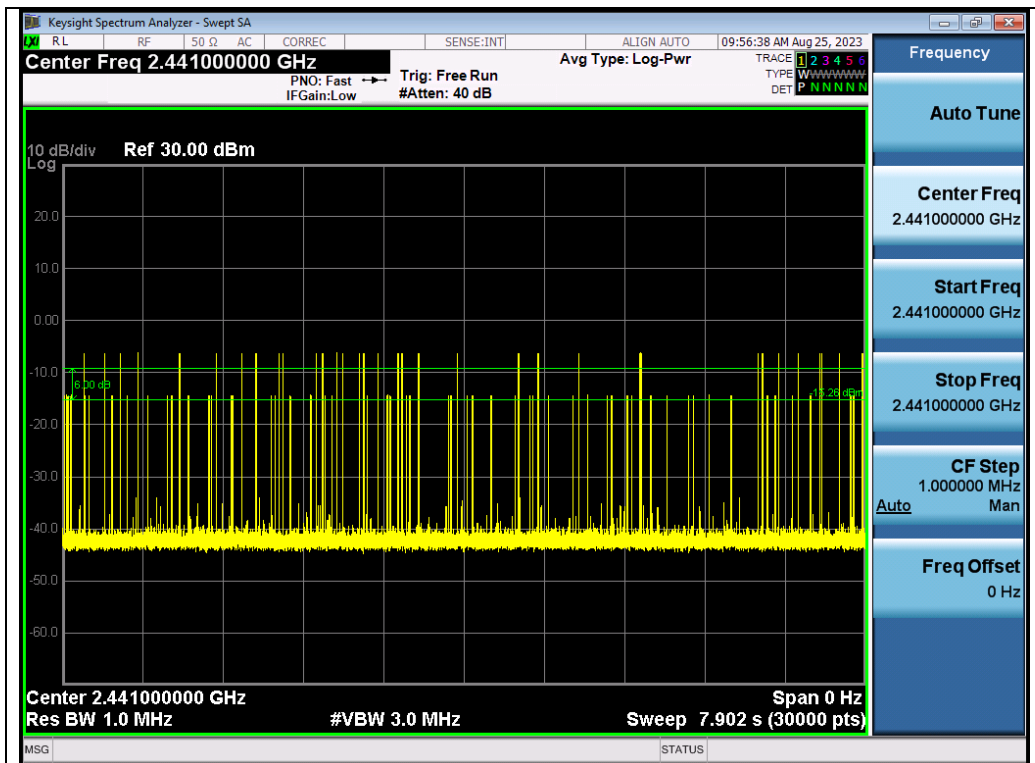 Keysight Spectrum Analyzer - Swept SA
LXI RL RF 50 Ω AC CORREC SENSE:INT ALIGN AUTO 09:56:38 AM Aug 25, 2023
Center Freq 2.441000000 GHz Avg Type: Log-Pwr TRACE 1 2 3 4 5 6
PNO: Fast Trig: Free Run TYPE WWWWWWW
IFGain:Low #Atten: 40 dB DET P N N N N N
Frequency
Auto Tune
Center Freq
2.441000000 GHz
Start Freq
2.441000000 GHz
Stop Freq
2.441000000 GHz
CF Step
1.000000 MHz
Auto Man
Freq Offset
0 Hz
10 dB/div Ref 30.00 dBm
Log
20.0
10.0
0.00
-10.0
6.00 dB
-15.26 dBm
-20.0
-30.0
-40.0
-50.0
-60.0
Center 2.441000000 GHz Span 0 Hz
Res BW 1.0 MHz #VBW 3.0 MHz Sweep 7.902 s (30000 pts)
MSG STATUS